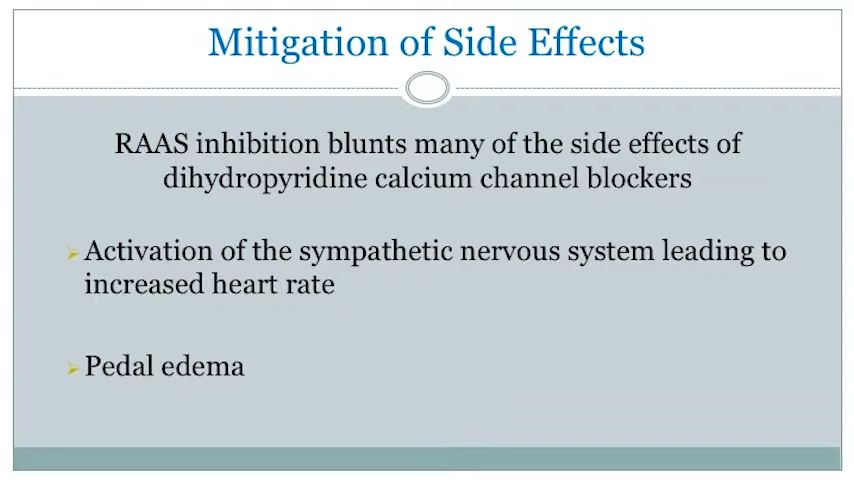 Mitigation of Side Effects
RAAS inhibition blunts many of the side effects of
dihydropyridine calcium channel blockers
Activation of the sympathetic nervous system leading to
increased heart rate
Pedal edema